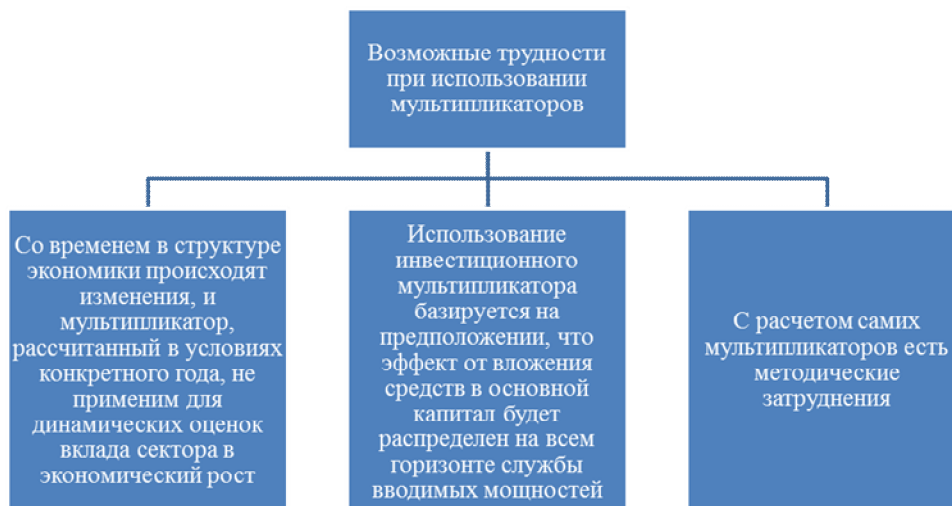 Возможные трудности
при использовании
мультипликаторов
Со временем в структуре
экономики происходят
изменения, и
мультипликатор,
рассчитанный в условиях
конкретного года, не
применим для
динамических оценок
вклада сектора в
экономический рост
Использование
инвестиционного
мультипликатора
базируется на
предположении, что
эффект от вложения
средств в основной
капитал будет
распределен на всем
горизонте службы
вводимых мощностей
С расчетом самих
мультипликаторов есть
методические
затруднения